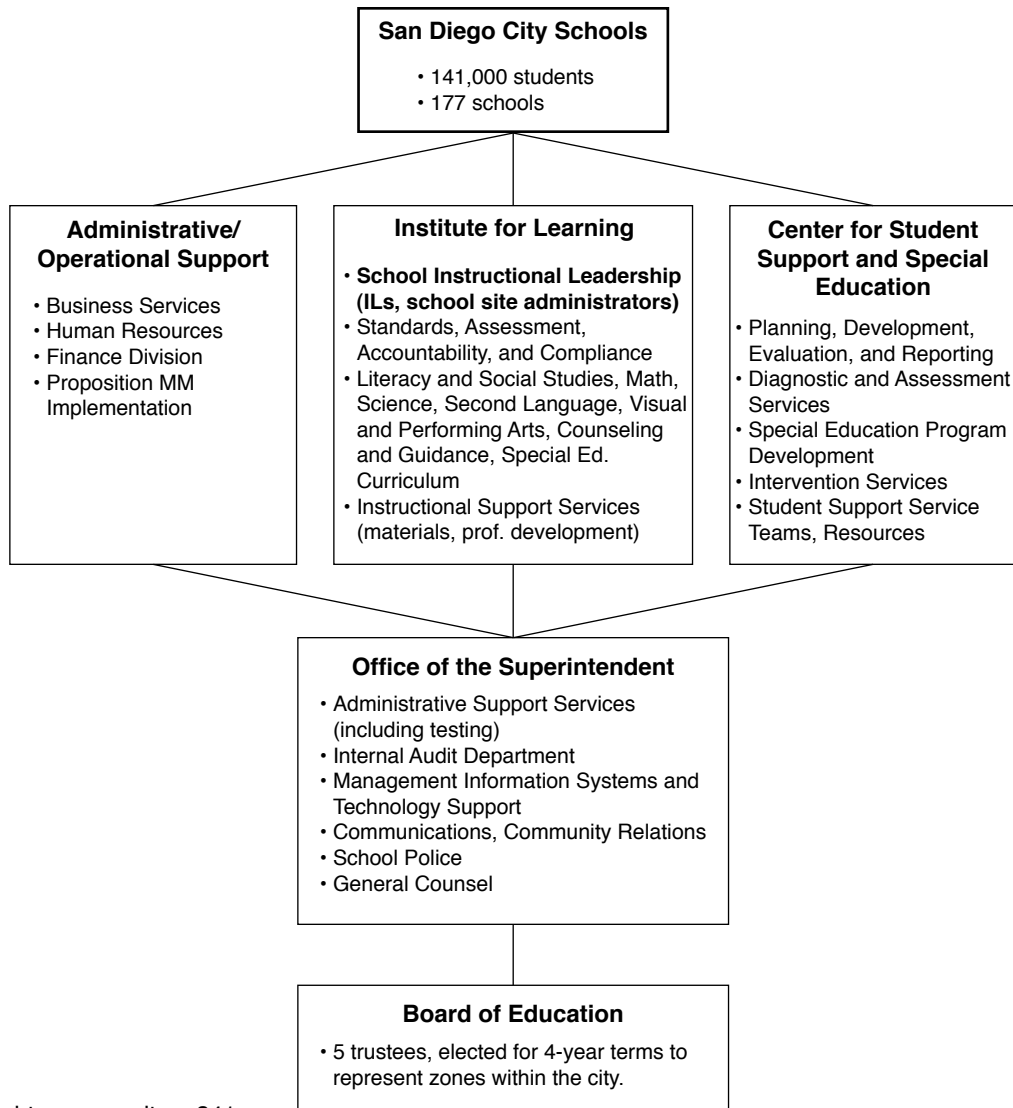 San Diego City Schools
• 141,000 students
• 177 schools
Administrative/
Operational Support
• Business Services
• Human Resources
• Finance Division
• Proposition MM
Implementation
Institute for Learning
• School Instructional Leadership
(ILs, school site administrators)
• Standards, Assessment,
Accountability, and Compliance
• Literacy and Social Studies, Math,
Science, Second Language, Visual
and Performing Arts, Counseling
and Guidance, Special Ed.
Curriculum
• Instructional Support Services
(materials, prof. development)
Center for Student
Support and Special
Education
• Planning, Development,
Evaluation, and Reporting
• Diagnostic and Assessment
Services
• Special Education Program
Development
• Intervention Services
• Student Support Service
Teams, Resources
Office of the Superintendent
• Administrative Support Services
(including testing)
• Internal Audit Department
• Management Information Systems and
Technology Support
• Communications, Community Relations
• School Police
• General Counsel
Board of Education
• 5 trustees, elected for 4-year terms to
represent zones within the city.